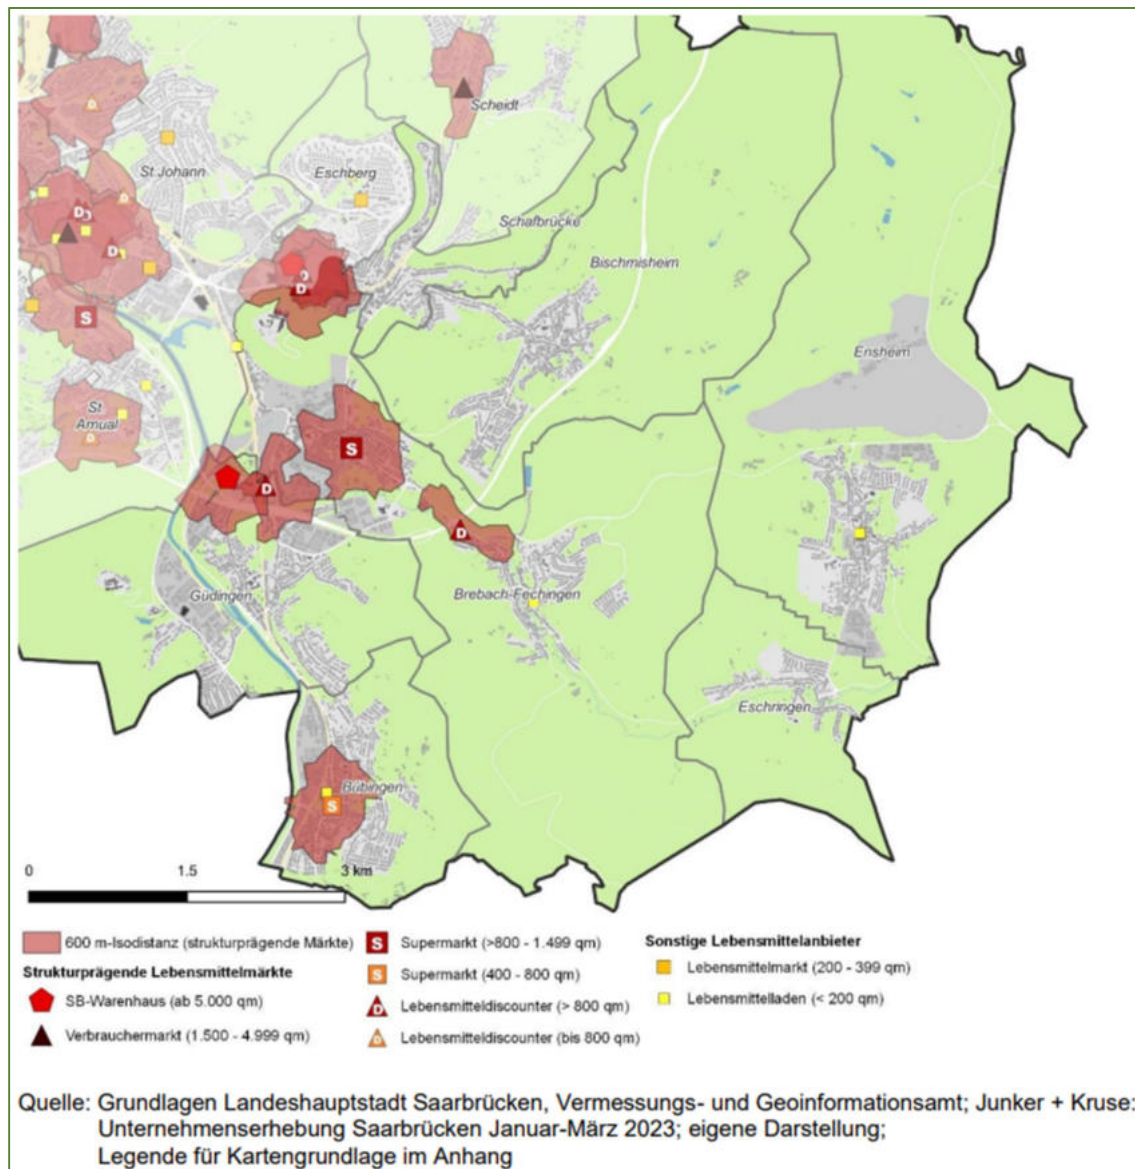 Scheidt
St Johann
Eschberg
Schafbrücke
Bischmisheim
Ensheim
St
Arnual
Güdingen
Brebach-Fechingen
Eschringen
Bübingen
0 1.5 3 km
600 m-Isodistanz (strukturprägende Märkte)
Strukturprägende Lebensmittelmärkte
SB-Warenhaus (ab 5.000 qm)
Verbrauchermarkt (1.500 - 4.999 qm)
S Supermarkt (>800 - 1.499 qm)
S Supermarkt (400 - 800 qm)
D Lebensmitteldiscounter (> 800 qm)
D Lebensmitteldiscounter (bis 800 qm)
Sonstige Lebensmittelanbieter
Lebensmittelmarkt (200 - 399 qm)
Lebensmittelladen (< 200 qm)
Quelle: Grundlagen Landeshauptstadt Saarbrücken, Vermessungs- und Geoinformationsamt; Junker + Kruse:
Unternehmenserhebung Saarbrücken Januar-März 2023; eigene Darstellung;
Legende für Kartengrundlage im Anhang